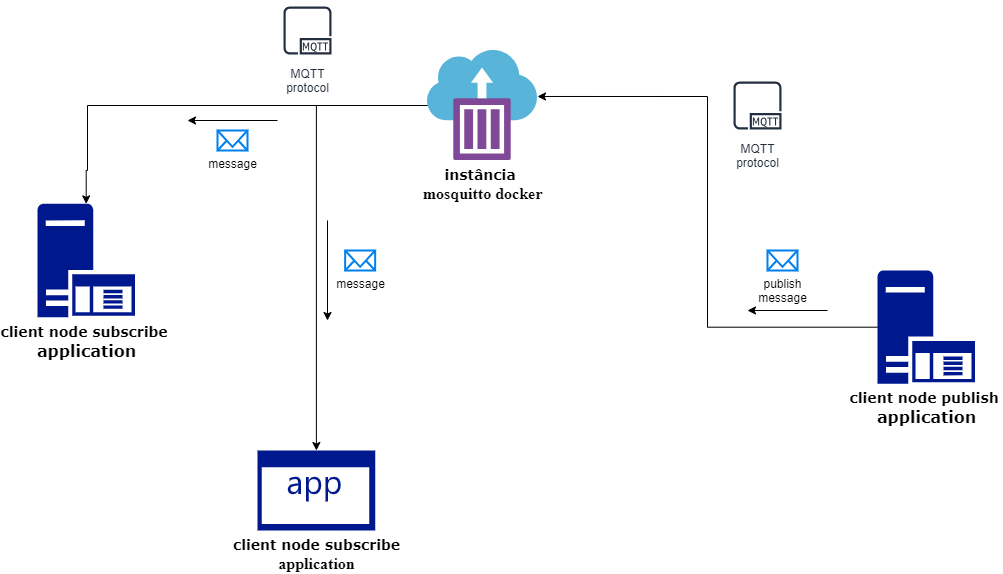 MQTT
MQTT
protocol
message
instância
mosquitto docker
MQTT
MQTT
protocol
message
publish
message
client node subscribe
application
client node publish
application
app
client node subscribe
application